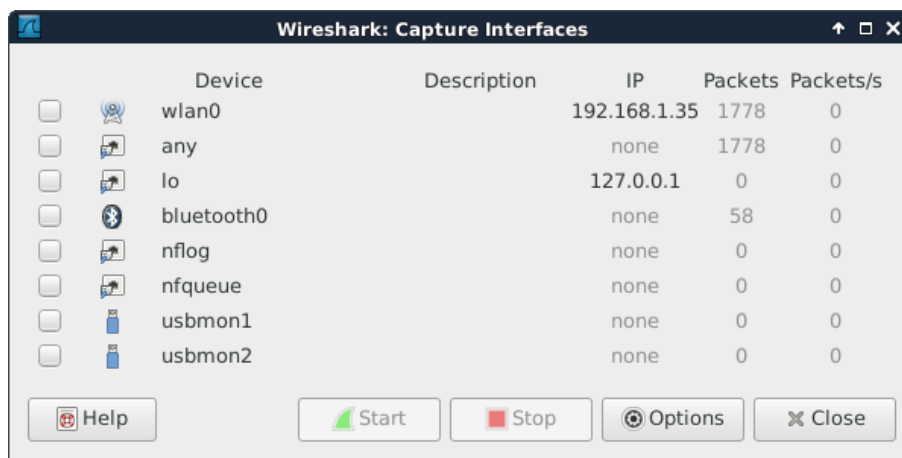 Wireshark: Capture Interfaces
Device Description IP Packets Packets/s
wlan0 192.168.1.35 1778 0
any none 1778 0
lo 127.0.0.1 0 0
bluetooth0 none 58 0
nflog none 0 0
nfqueue none 0 0
usbmon1 none 0 0
usbmon2 none 0 0
Help Start Stop Options Close